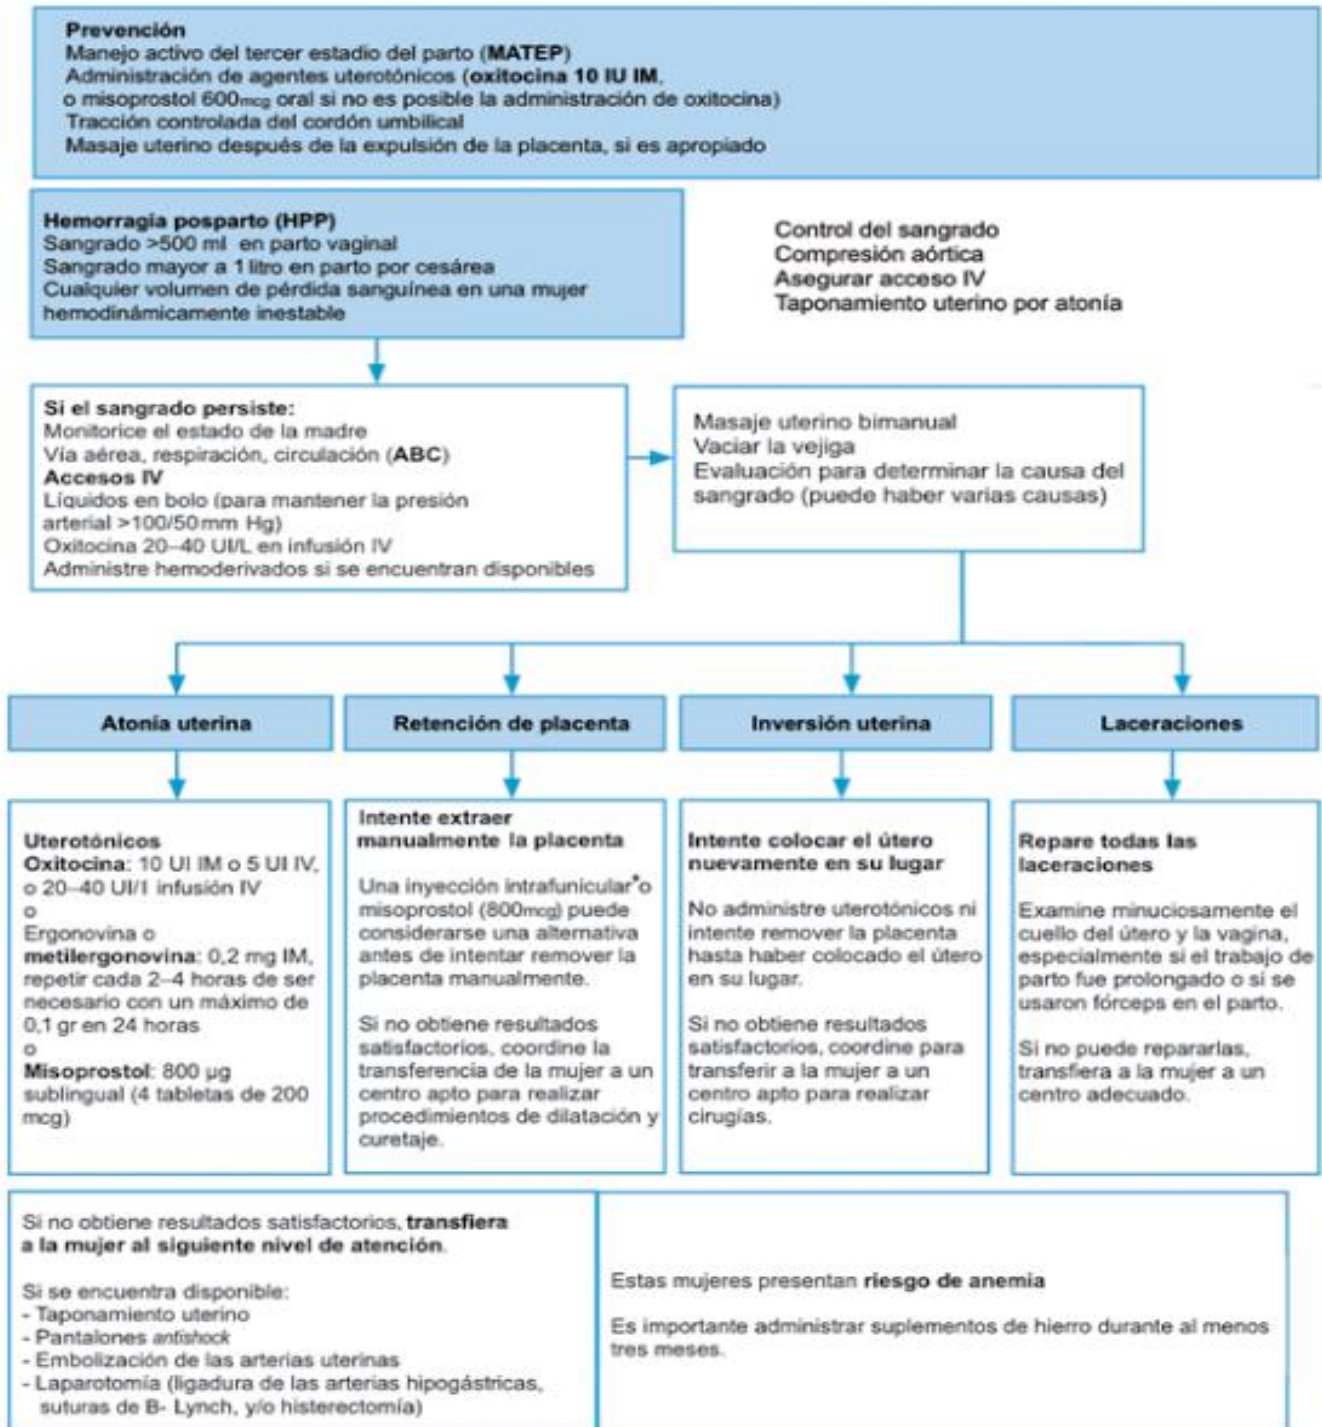 Prevención
Manejo activo del tercer estadio del parto (MATEP)
Administración de agentes uterotónicos (oxitocina 10 IU IM,
o misoprostol 600mcg oral si no es posible la administración de oxitocina)
Tracción controlada del cordón umbilical
Masaje uterino después de la expulsión de la placenta, si es apropiado
Hemorragia posparto (HPP)
Sangrado >500 ml en parto vaginal
Sangrado mayor a 1 litro en parto por cesárea
Cualquier volumen de pérdida sanguínea en una mujer
hemodinámicamente inestable
Control del sangrado
Compresión aórtica
Asegurar acceso IV
Taponamiento uterino por atonía
Si el sangrado persiste:
Monitorice el estado de la madre
Vía aérea, respiración, circulación (ABC)
Accesos IV
Líquidos en bolo (para mantener la presión
arterial >100/50 mm Hg)
Oxitocina 20–40 UI/L en infusión IV
Administre hemoderivados si se encuentran disponibles
Masaje uterino bimanual
Vaciar la vejiga
Evaluación para determinar la causa del
sangrado (puede haber varias causas)
Atonía uterina
Retención de placenta
Inversión uterina
Laceraciones
Uterotónicos
Oxitocina: 10 UI IM o 5 UI IV,
o 20–40 UI/l infusión IV
o
Ergonovina o
metilergonovina: 0,2 mg IM,
repetir cada 2–4 horas de ser
necesario con un máximo de
0,1 gr en 24 horas
o
Misoprostol: 800 µg
sublingual (4 tabletas de 200
mcg)
Intente extraer
manualmente la placenta
Una inyección intrafunicular*o
misoprostol (800mcg) puede
considerarse una alternativa
antes de intentar remover la
placenta manualmente.
Si no obtiene resultados
satisfactorios, coordine la
transferencia de la mujer a un
centro apto para realizar
procedimientos de dilatación y
curetaje.
Intente colocar el útero
nuevamente en su lugar
No administre uterotónicos ni
intente remover la placenta
hasta haber colocado el útero
en su lugar.
Si no obtiene resultados
satisfactorios, coordine para
transferir a la mujer a un
centro apto para realizar
cirugías.
Repare todas las
laceraciones
Examine minuciosamente el
cuello del útero y la vagina,
especialmente si el trabajo de
parto fue prolongado o si se
usaron fórceps en el parto.
Si no puede repararlas,
transfiera a la mujer a un
centro adecuado.
Si no obtiene resultados satisfactorios, transfiera
a la mujer al siguiente nivel de atención.
Si se encuentra disponible:
- Taponamiento uterino
- Pantalones antishock
- Embolización de las arterias uterinas
- Laparotomía (ligadura de las arterias hipogástricas,
suturas de B- Lynch, y/o histerectomía)
Estas mujeres presentan riesgo de anemia
Es importante administrar suplementos de hierro durante al menos
tres meses.